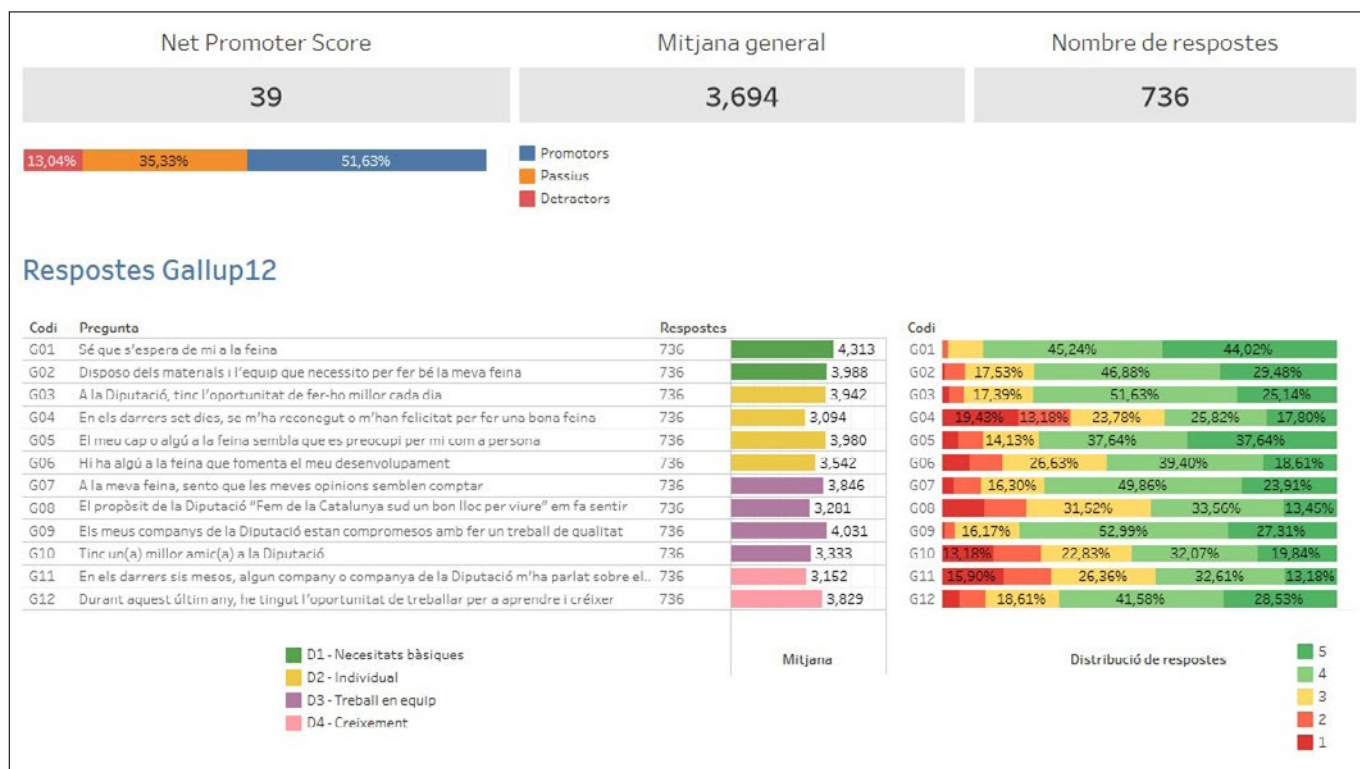 Net Promoter Score
Mitjana general
Nombre de respostes
39
3,694
736
13,04% 35,33% 51,63%
Promotors
Passius
Detractors
Respostes Gallup12
Codi Pregunta Respostes Codi
G01 Sé que s'espera de mi a la feina 736 4,313 G01 45,24% 44,02%
G02 Disposo dels materials i l'equip que necessito per fer bé la meva feina 736 3,988 G02 17,53% 46,88% 29,48%
G03 A la Diputació, tinc l'oportunitat de fer-ho millor cada dia 736 3,942 G03 17,39% 51,63% 25,14%
G04 En els darrers set dies, se m'ha reconegut o m'han felicitat per fer una bona feina 736 3,094 G04 19,43% 13,18% 23,78% 25,82% 17,80%
G05 El meu cap o algú a la feina sembla que es preocupi per mi com a persona 736 3,980 G05 14,13% 37,64% 37,64%
G06 Hi ha algú a la feina que fomenta el meu desenvolupament 736 3,542 G06 26,63% 39,40% 18,61%
G07 A la meva feina, sento que les meves opinions semblen comptar 736 3,846 G07 16,30% 49,86% 23,91%
G08 El propòsit de la Diputació "Fem de la Catalunya sud un bon lloc per viure" em fa sentir 736 3,281 G08 31,52% 33,56% 13,45%
G09 Els meus companys de la Diputació estan compromesos amb fer un treball de qualitat 736 4,031 G09 16,17% 52,99% 27,31%
G10 Tinc un(a) millor amic(a) a la Diputació 736 3,333 G10 13,18% 22,83% 32,07% 19,84%
G11 En els darrers sis mesos, algun company o companya de la Diputació m'ha parlat sobre el.. 736 3,152 G11 15,90% 26,36% 32,61% 13,18%
G12 Durant aquest últim any, he tingut l'oportunitat de treballar per a aprendre i créixer 736 3,829 G12 18,61% 41,58% 28,53%
D1 - Necesitats bàsiques
D2 - Individual
D3 - Treball en equip
D4 - Creixement
Mitjana
Distribució de respostes
5
4
3
2
1